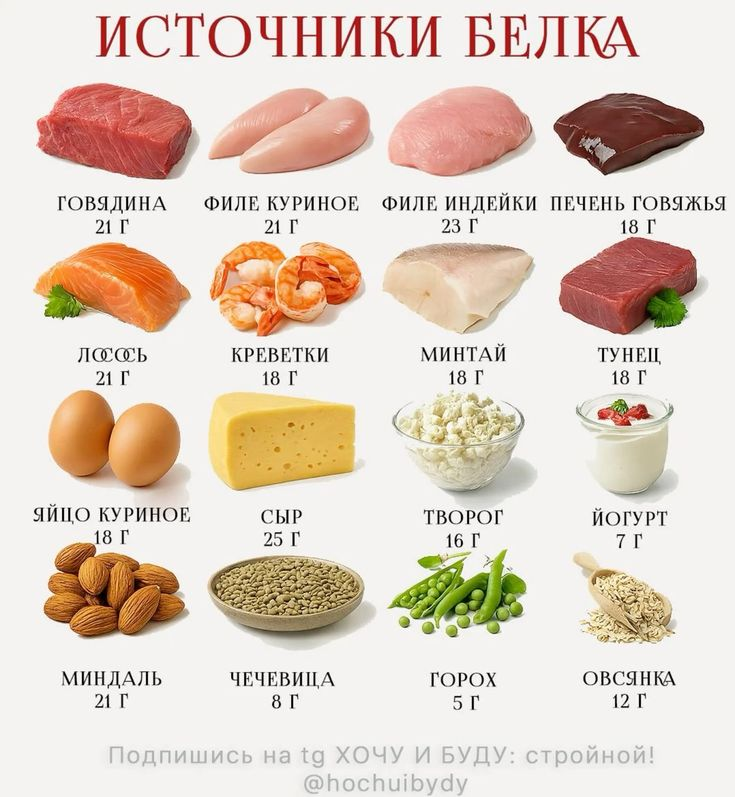 ИСТОЧНИКИ БЕЛКА
ГОВЯДИНА
21 Г
ФИЛЕ КУРИНОЕ
21 Г
ФИЛЕ ИНДЕЙКИ
23 Г
ПЕЧЕНЬ ГОВЯЖЬЯ
18 Г
ЛОСОСЬ
21 Г
КРЕВЕТКИ
18 Г
МИНТАЙ
18 Г
ТУНЕЦ
18 Г
ЯЙЦО КУРИНОЕ
18 Г
СЫР
25 Г
ТВОРОГ
16 Г
ЙОГУРТ
7 Г
МИНДАЛЬ
21 Г
ЧЕЧЕВИЦА
8 Г
ГОРОХ
5 Г
ОВСЯНКА
12 Г
Подпишись на tg ХОЧУ И БУДУ: стройной!
@hochuibydy